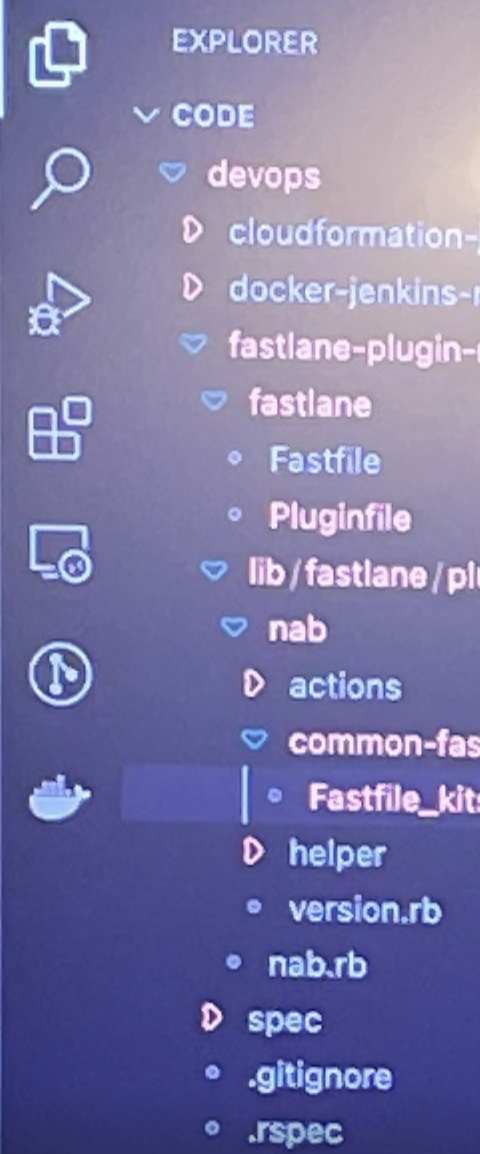 EXPLORER
CODE
devops
cloudformation-
docker-jenkins-
fastlane-plugin-
fastlane
Fastfile
Pluginfile
lib/fastlane/plu
nab
actions
common-fas
Fastfile_kits
helper
version.rb
nab.rb
spec
.gitignore
.rspec